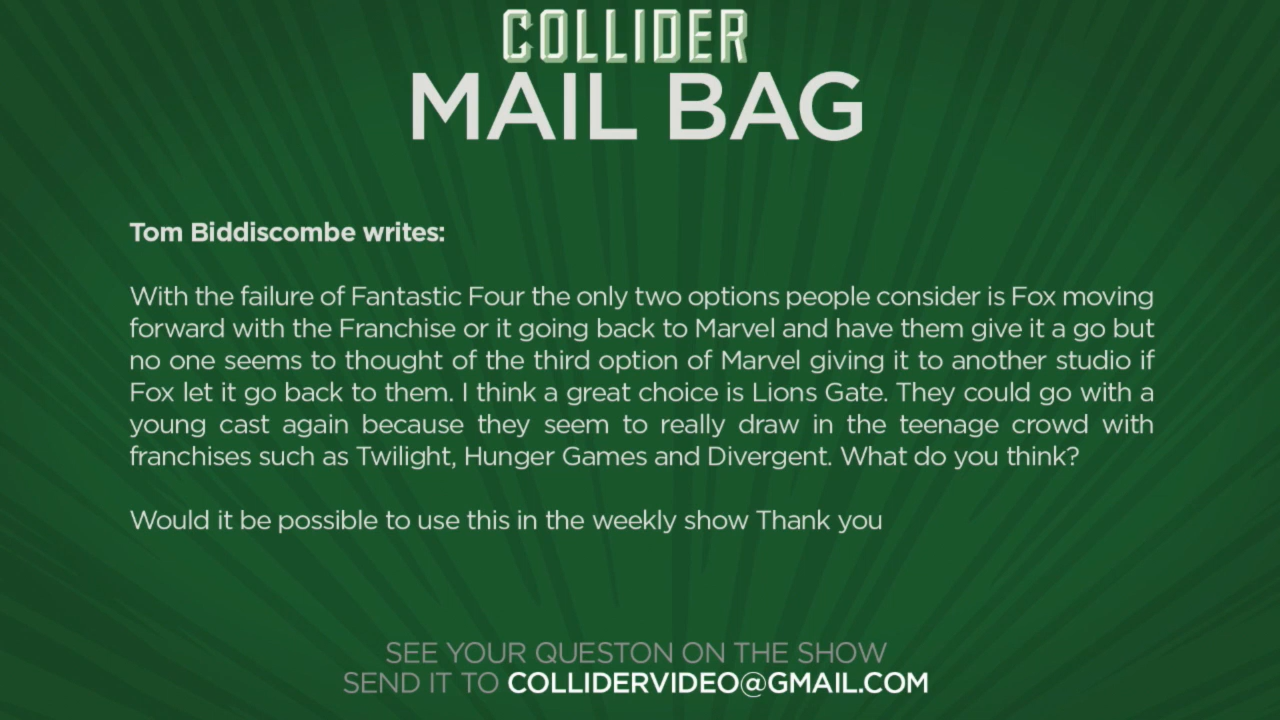 COLLIDER
MAIL BAG
Tom Biddiscombe writes:
With the failure of Fantastic Four the only two options people consider is Fox moving
forward with the Franchise or it going back to Marvel and have them give it a go but
no one seems to thought of the third option of Marvel giving it to another studio if
Fox let it go back to them. I think a great choice is Lions Gate. They could go with a
young cast again because they seem to really draw in the teenage crowd with
franchises such as Twilight, Hunger Games and Divergent. What do you think?
Would it be possible to use this in the weekly show Thank you
SEE YOUR QUESTON ON THE SHOW
SEND IT TO COLLIDERVIDEO@GMAIL.COM